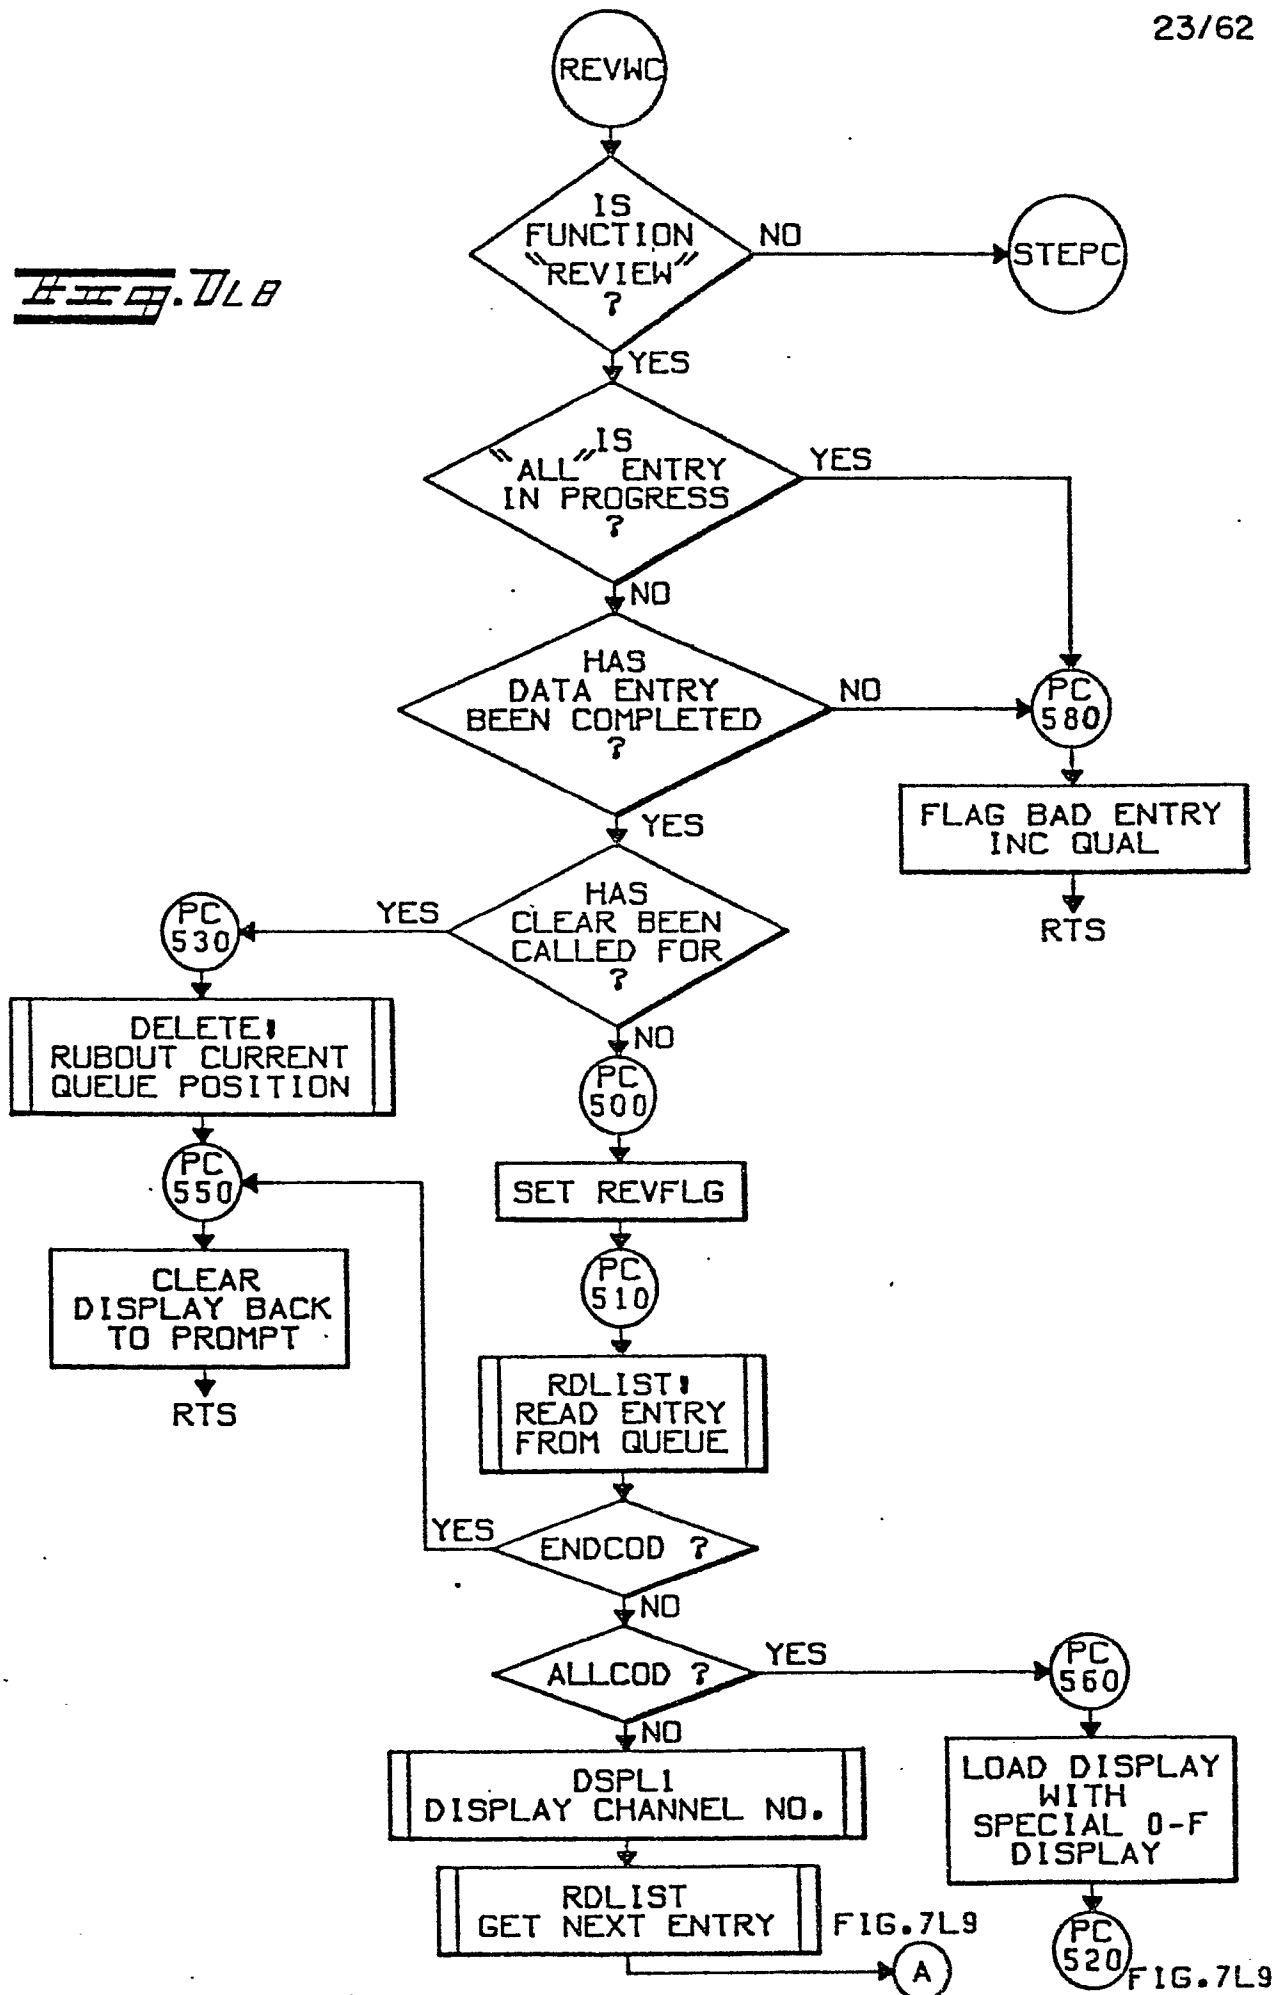 23/62
REVWC
Fig. 7L8
IS
FUNCTION
"REVIEW"
?
NO
STEPC
YES
IS
"ALL" ENTRY
IN PROGRESS
?
YES
NO
HAS
DATA ENTRY
BEEN COMPLETED
?
NO
PC
580
FLAG BAD ENTRY
INC QUAL
RTS
YES
HAS
CLEAR BEEN
CALLED FOR
?
YES
PC
530
DELETE:
RUBOUT CURRENT
QUEUE POSITION
PC
550
CLEAR
DISPLAY BACK
TO PROMPT
RTS
NO
PC
500
SET REVFLG
PC
510
RDLIST:
READ ENTRY
FROM QUEUE
ENDCOD ?
YES
NO
ALLCOD ?
YES
PC
560
LOAD DISPLAY
WITH
SPECIAL 0-F
DISPLAY
PC
520
FIG.7L9
NO
DSPL1
DISPLAY CHANNEL NO.
RDLIST
GET NEXT ENTRY
FIG.7L9
A